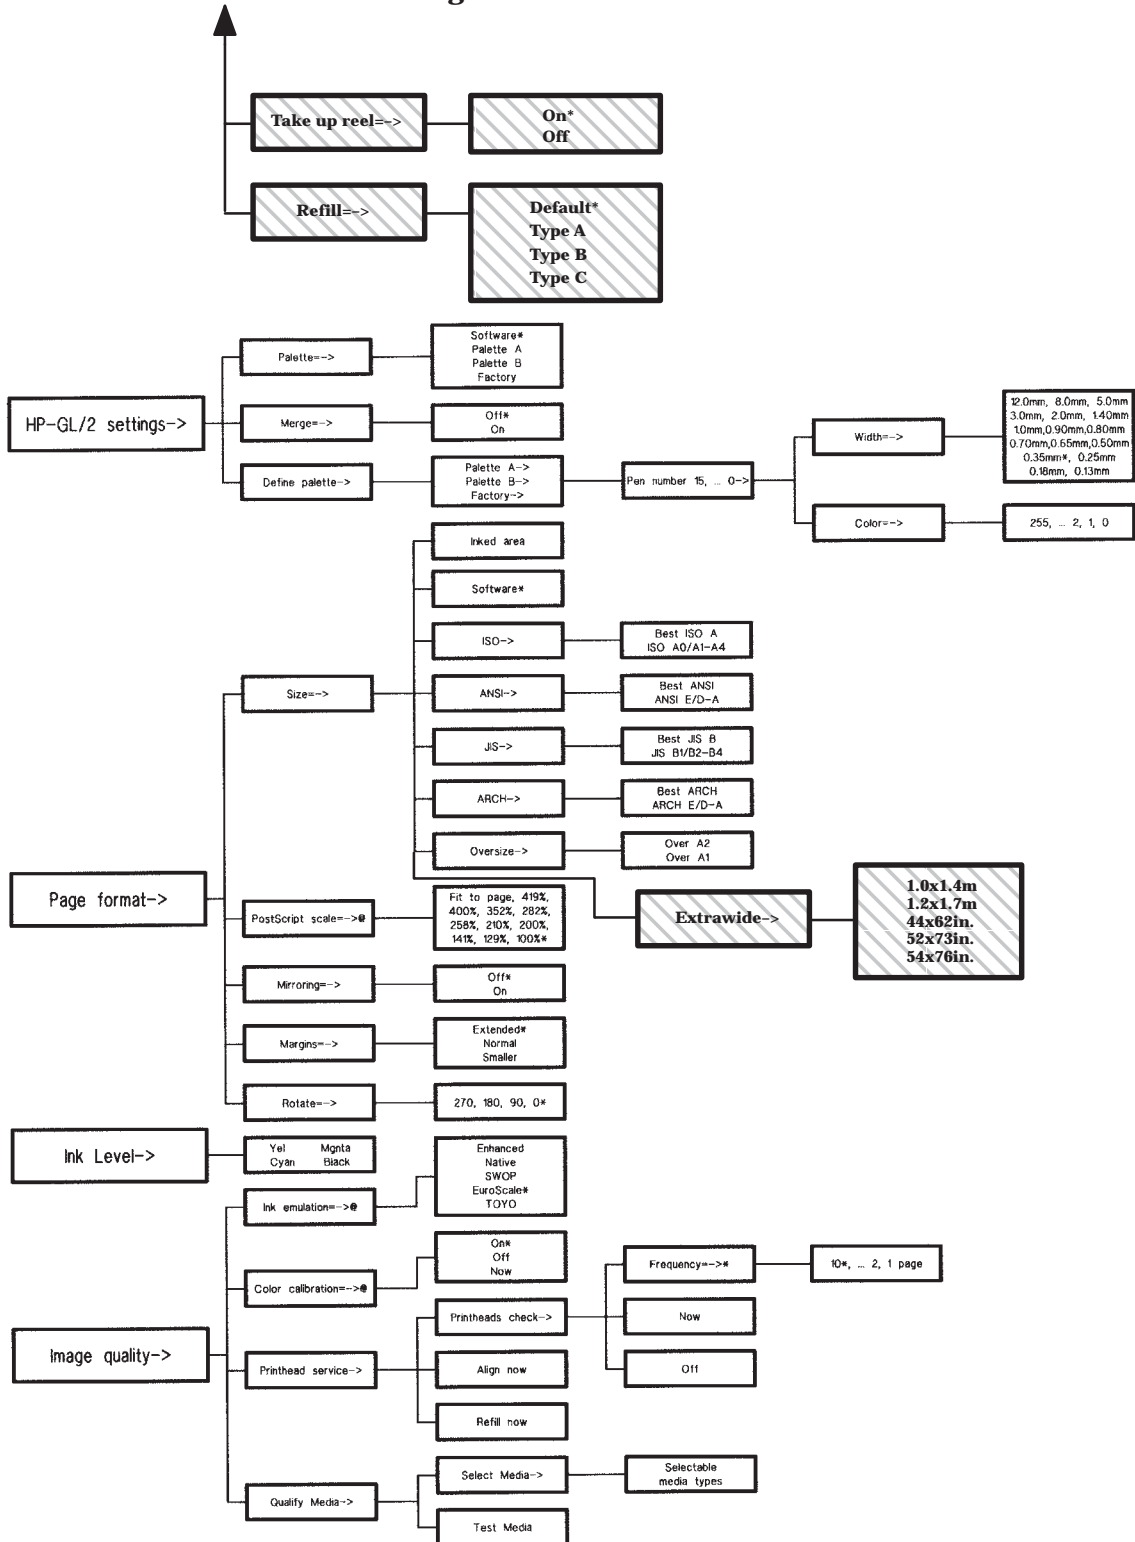 Take up reel=->
On*
Off
Refill=->
Default*
Type A
Type B
Type C
HP-GL/2 settings->
Palette=->
Software*
Palette A
Palette B
Factory
Merge=->
Off*
On
Define palette->
Palette A->
Palette B->
Factory->
Pen number 15, ... 0->
Width=->
12.0mm, 8.0mm, 5.0mm
3.0mm, 2.0mm, 1.40mm
1.0mm,0.90mm,0.80mm
0.70mm,0.65mm,0.50mm
0.35mm*, 0.25mm
0.18mm, 0.13mm
Color=->
255, ... 2, 1, 0
Page format->
Size=->
Inked area
Software*
ISO->
Best ISO A
ISO A0/A1-A4
ANSI->
Best ANSI
ANSI E/D-A
JIS->
Best JIS B
JIS B1/B2-B4
ARCH->
Best ARCH
ARCH E/D-A
Oversize->
Over A2
Over A1
Extrawide->
1.0x1.4m
1.2x1.7m
44x62in.
52x73in.
54x76in.
PostScript scale=->@
Fit to page, 419%,
400%, 352%, 282%,
258%, 210%, 200%,
141%, 129%, 100%*
Mirroring=->
Off*
On
Margins=->
Extended*
Normal
Smaller
Rotate=->
270, 180, 90, 0*
Ink Level->
Yel Mgnta
Cyan Black
Image quality->
Ink emulation=->@
Enhanced
Native
SWOP
EuroScale*
TOYO
Color calibration=->@
On*
Off
Now
Printhead service->
Printheads check->
Frequency=->*
10*, ... 2, 1 page
Now
Off
Align now
Refill now
Qualify Media->
Select Media->
Selectable
media types
Test Media